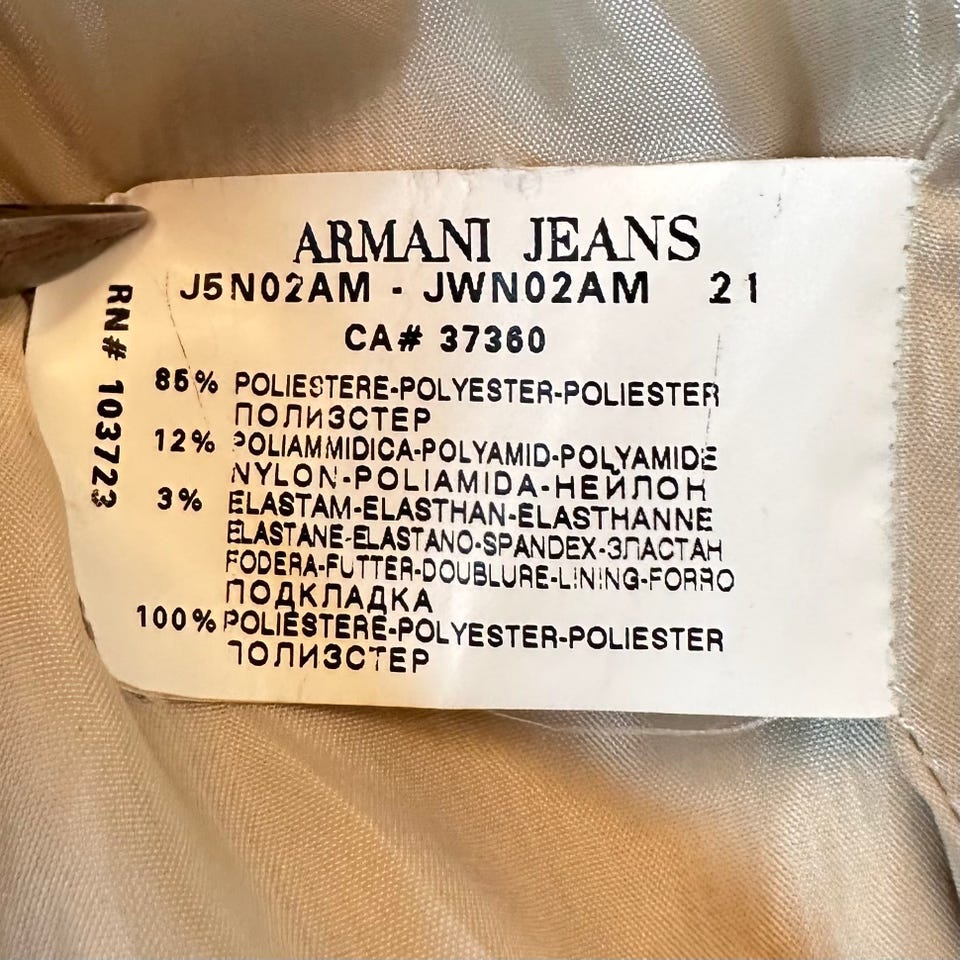 ARMANI JEANS
J5N02AM - JWN02AM 21
CA# 37360
RN# 103723
85% POLIESTERE-POLYESTER-POLIESTER
ПОЛИЭСТЕР
12% POLIAMMIDICA-POLYAMID-POLYAMIDE
NYLON-POLIAMIDA-НЕЙЛОН
3% ELASTAM-ELASTHAN-ELASTHANNE
ELASTANE-ELASTANO-SPANDEX-ЭЛАСТАН
FODERA-FUTTER-DOUBLURE-LINING-FORRO
ПОДКЛАДКА
100% POLIESTERE-POLYESTER-POLIESTER
ПОЛИЭСТЕР